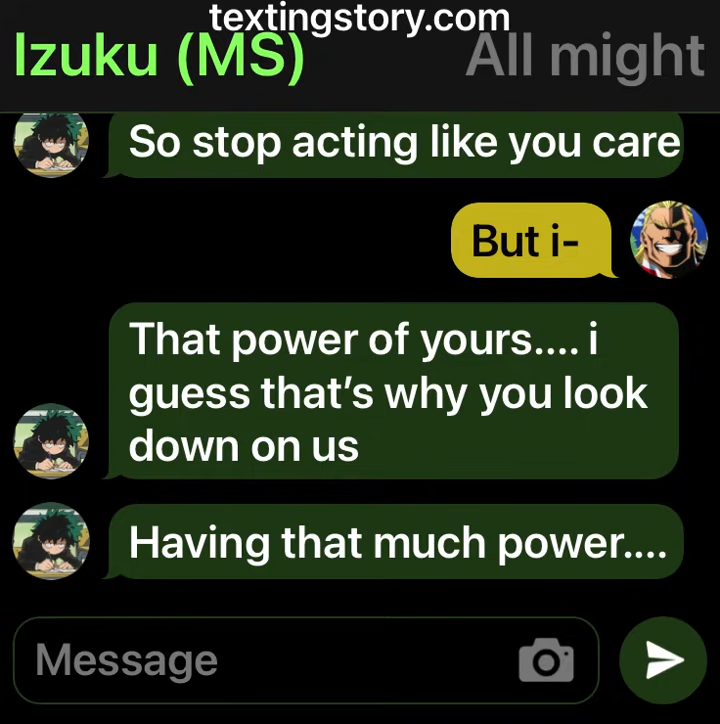 textingstory.com
Izuku (MS) All might
So stop acting like you care
But i-
That power of yours.... i
guess that’s why you look
down on us
Having that much power....
Message